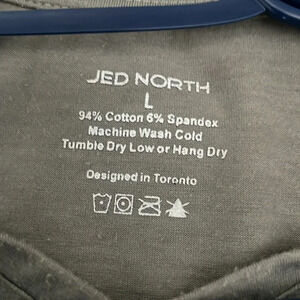 JED NORTH
L
94% Cotton 6% Spandex
Machine Wash Cold
Tumble Dry Low or Hang Dry
Designed in Toronto